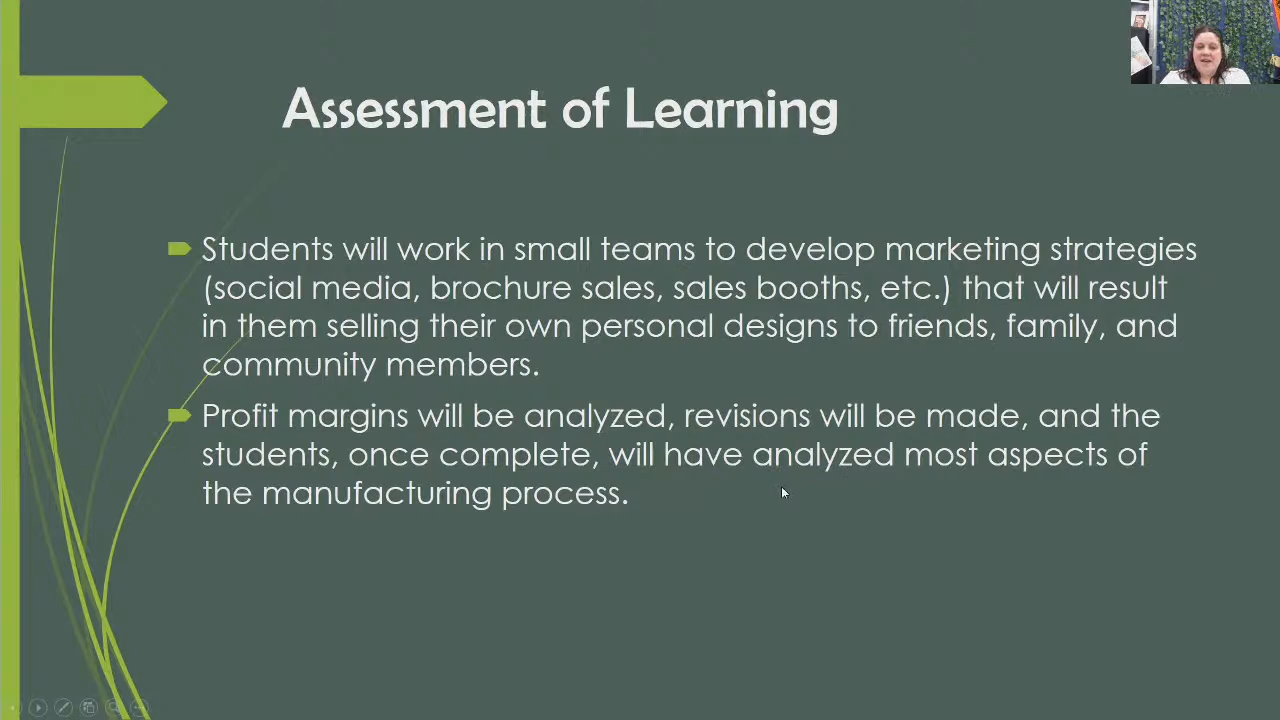 Assessment of Learning
Students will work in small teams to develop marketing strategies
(social media, brochure sales, sales booths, etc.) that will result
in them selling their own personal designs to friends, family, and
community members.
Profit margins will be analyzed, revisions will be made, and the
students, once complete, will have analyzed most aspects of
the manufacturing process.